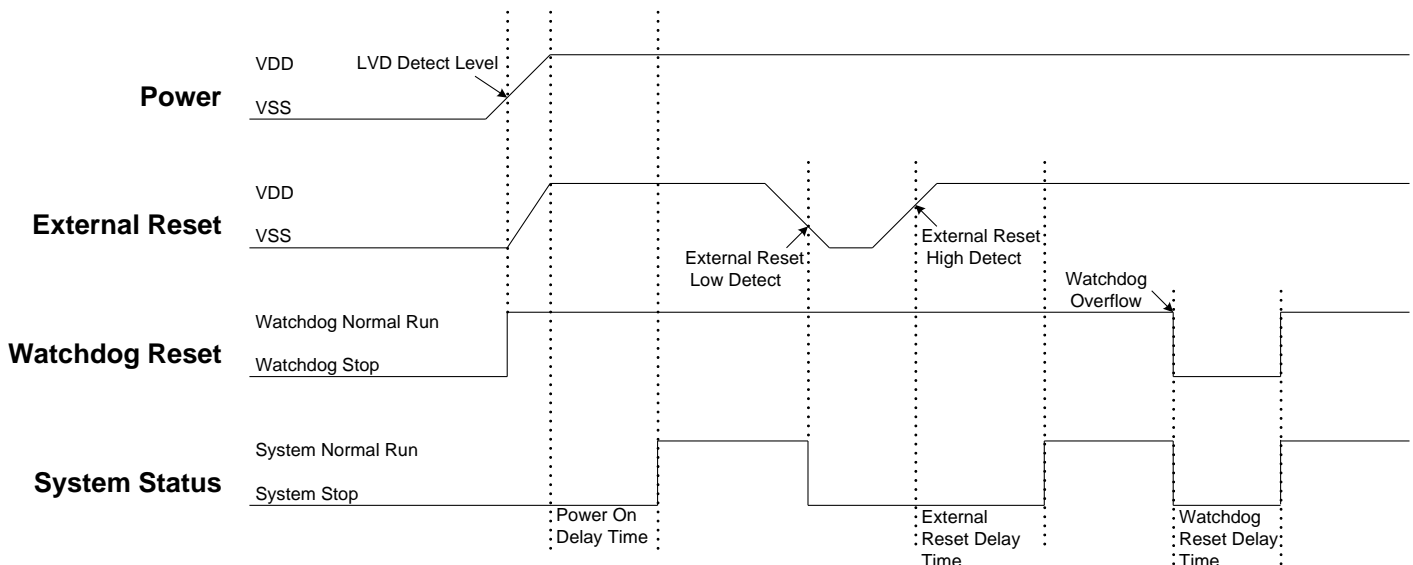 Power
VDD
LVD Detect Level
VSS
External Reset
VDD
VSS
External Reset
Low Detect
External Reset
High Detect
Watchdog
Overflow
Watchdog Reset
Watchdog Normal Run
Watchdog Stop
System Status
System Normal Run
System Stop
Power On
Delay Time
External
Reset Delay
Time
Watchdog
Reset Delay
Time